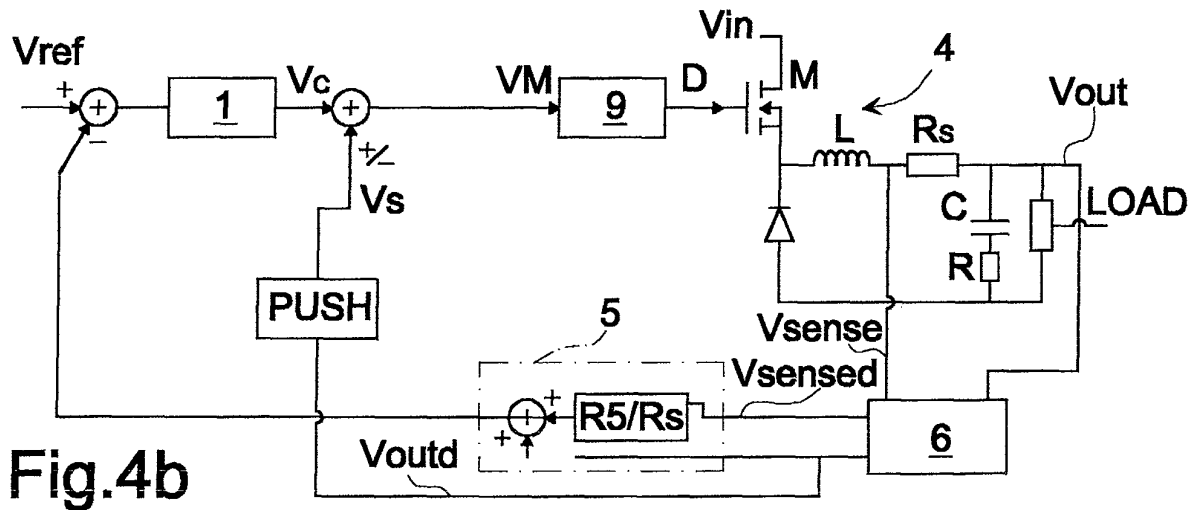 Vin
Vref
+
+
-
1
Vc
+
+/-
Vs
VM
9
D
M
4
Vout
L
Rs
C
LOAD
R
PUSH
5
Vsense
Vsensed
+
+
+
R5/Rs
6
Voutd
Fig.4b